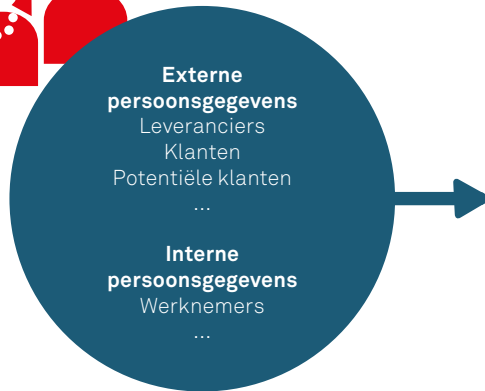 Externe
persoonsgegevens
Leveranciers
Klanten
Potentiële klanten
...
Interne
persoonsgegevens
Werknemers
...